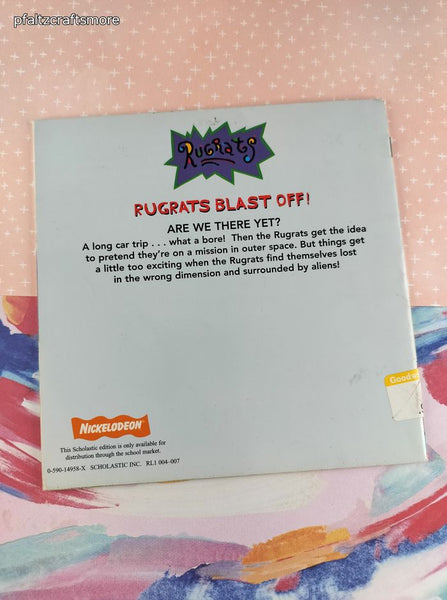 pfaltzcraftsmore
RUGRATS
RUGRATS BLAST OFF!
ARE WE THERE YET?
A long car trip . . . what a bore! Then the Rugrats get the idea
to pretend they're on a mission in outer space. But things get
a little too exciting when the Rugrats find themselves lost
in the wrong dimension and surrounded by aliens!
NICKELODEON®
This Scholastic edition is only available for
distribution through the school market.
0-590-14958-X SCHOLASTIC INC. RL1 004-007